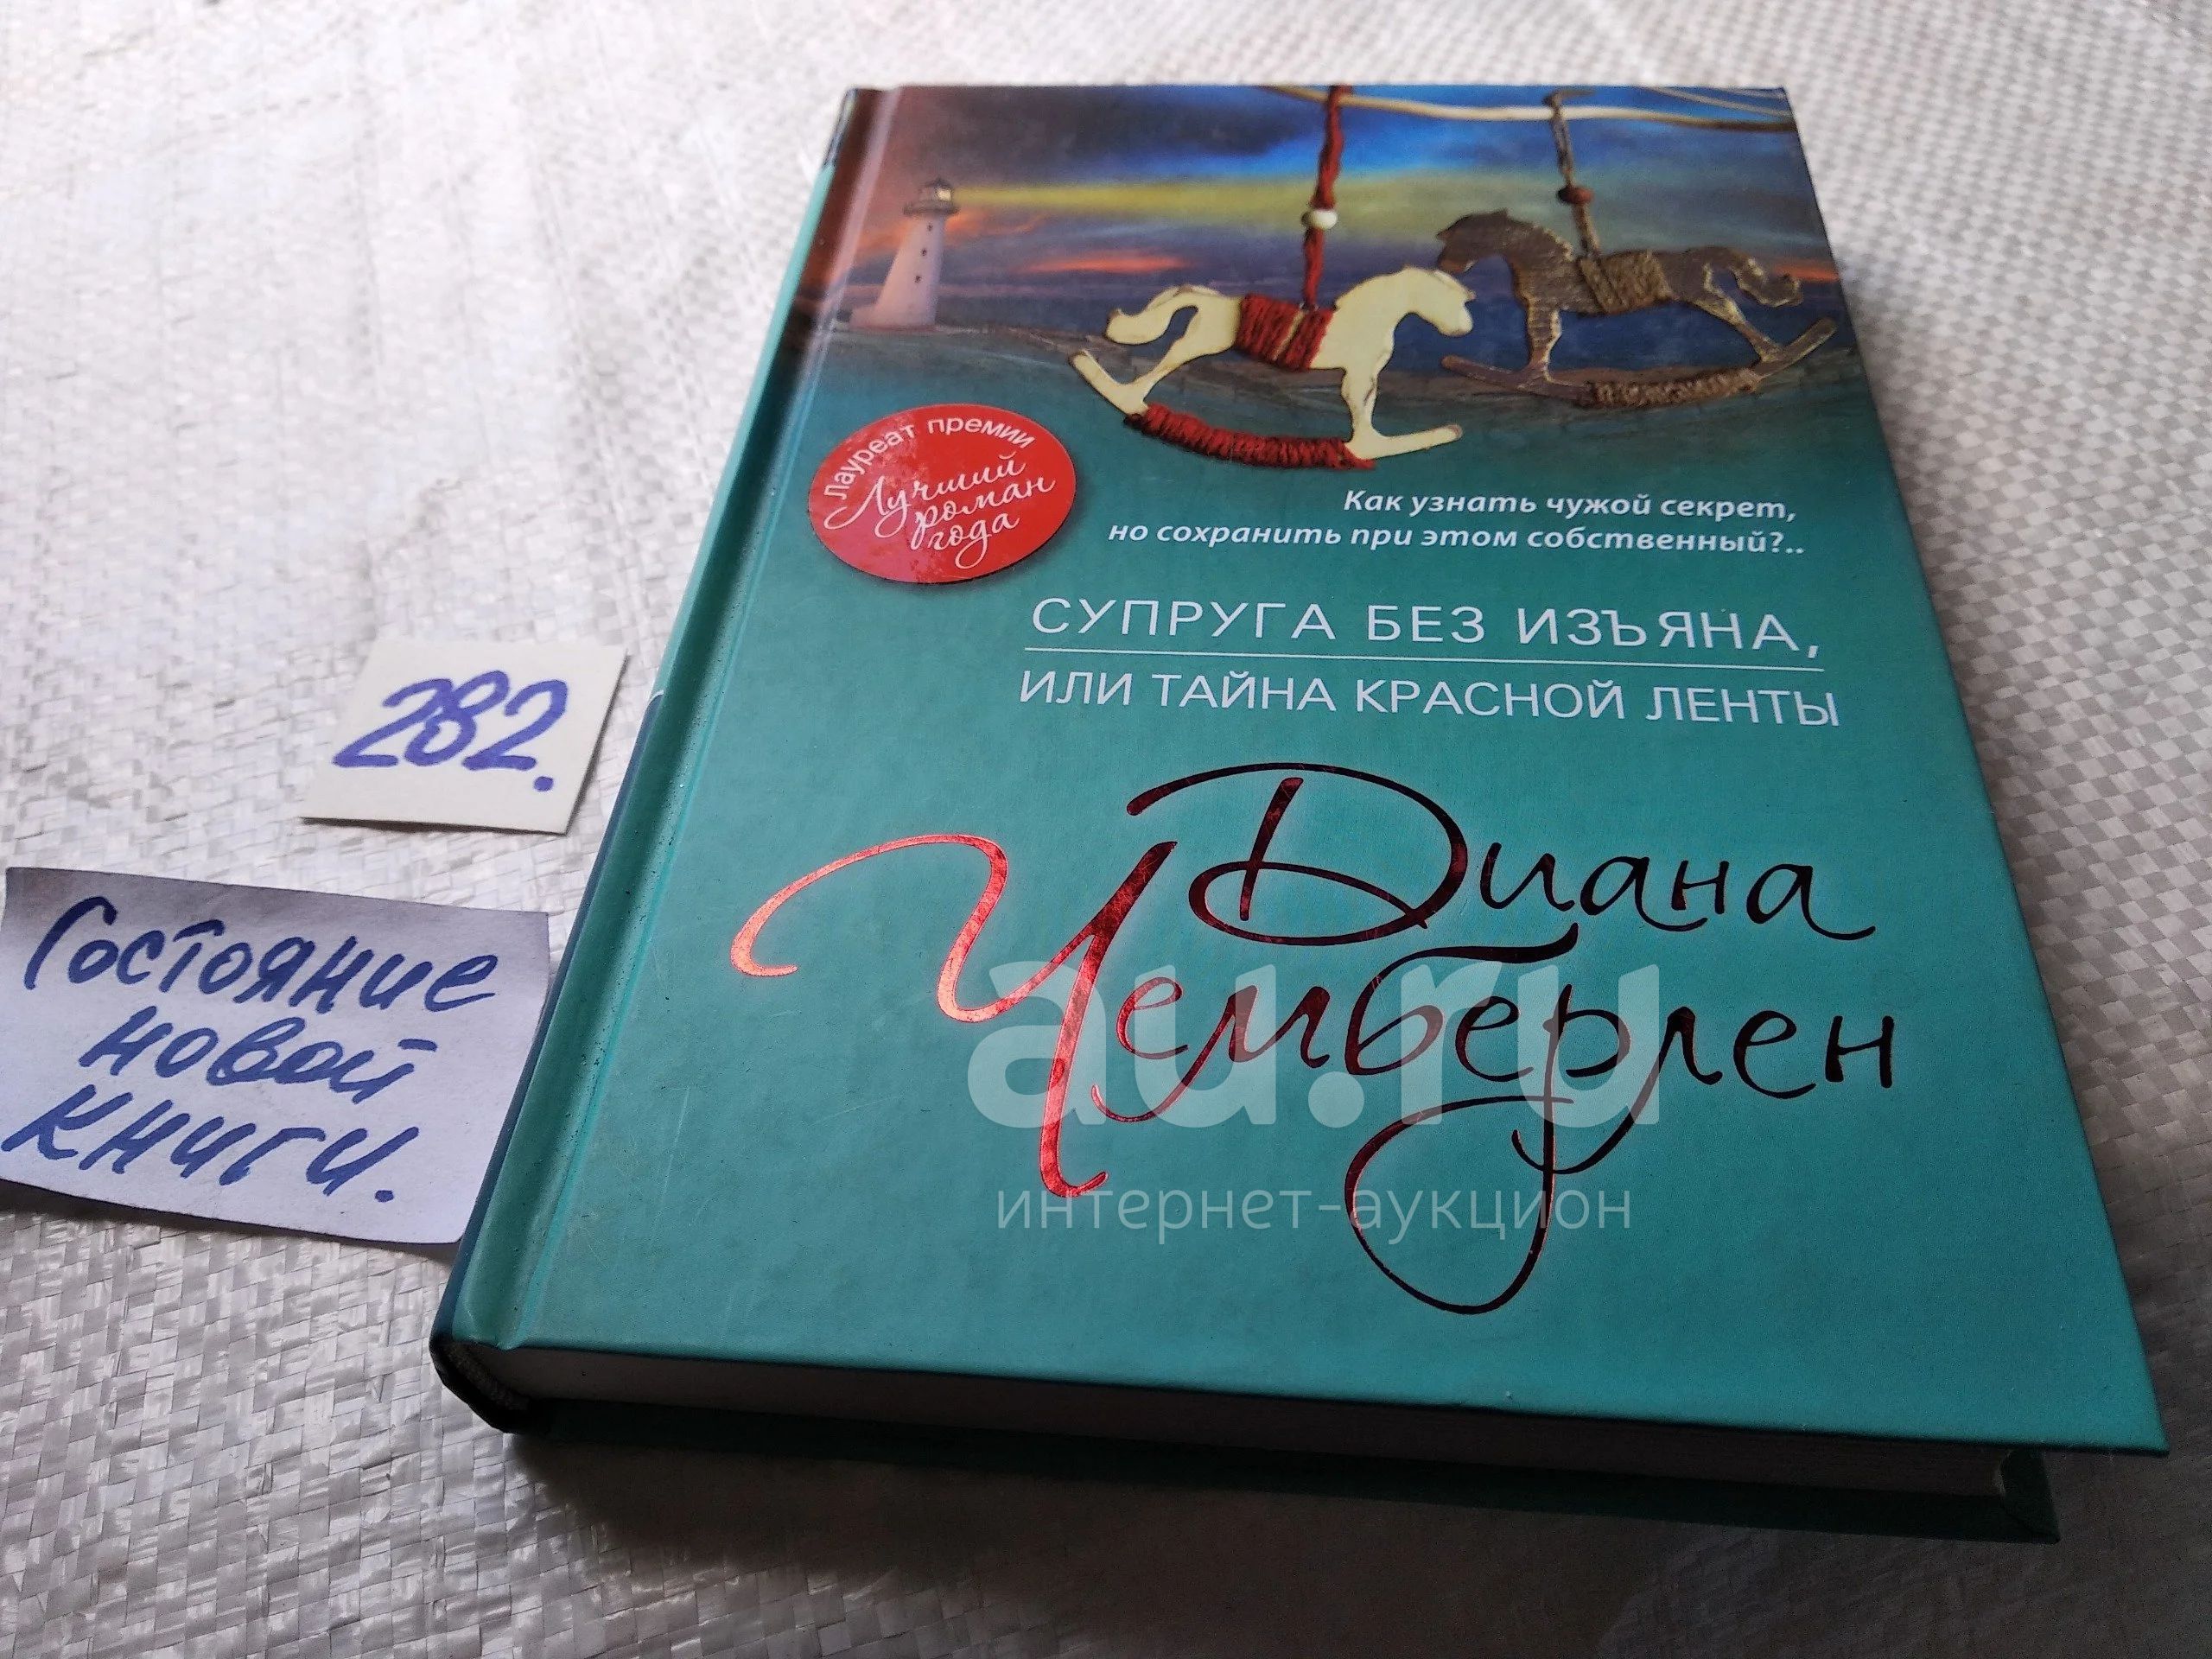 Лауреат премии
Лучший
роман
года
Как узнать чужой секрет,
но сохранить при этом собственный?..
СУПРУГА БЕЗ ИЗЪЯНА,
ИЛИ ТАЙНА КРАСНОЙ ЛЕНТЫ
Диана
Чемберлен
au.ru
интернет-аукцион
282.
Состояние
новой
книги.